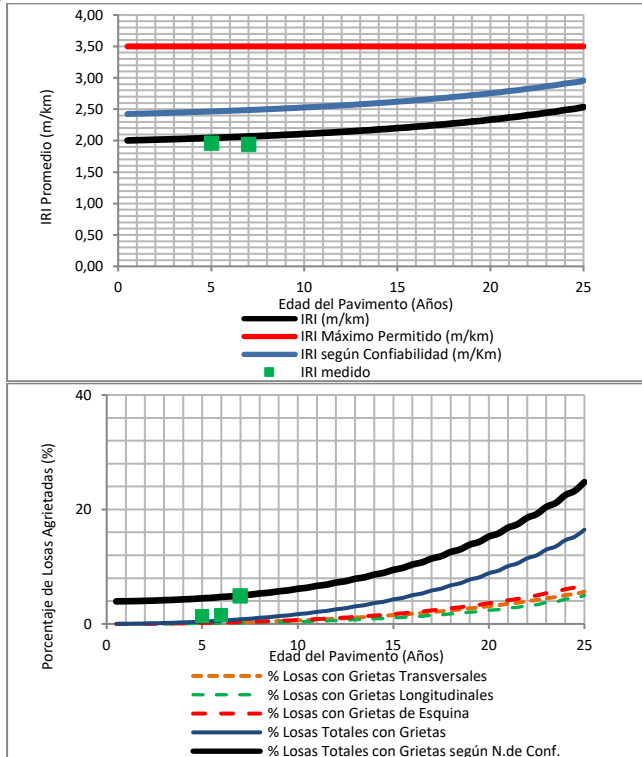 IRI Promedio (m/km)
4,00
3,50
3,00
2,50
2,00
1,50
1,00
0,50
0,00
0 5 10 15 20 25
Edad del Pavimento (Años)
IRI (m/km)
IRI Máximo Permitido (m/km)
IRI según Confiabilidad (m/Km)
IRI medido
Porcentaje de Losas Agrietadas (%)
40
20
0
0 5 10 15 20 25
Edad del Pavimento (Años)
% Losas con Grietas Transversales
% Losas con Grietas Longitudinales
% Losas con Grietas de Esquina
% Losas Totales con Grietas
% Losas Totales con Grietas según N.de Conf.